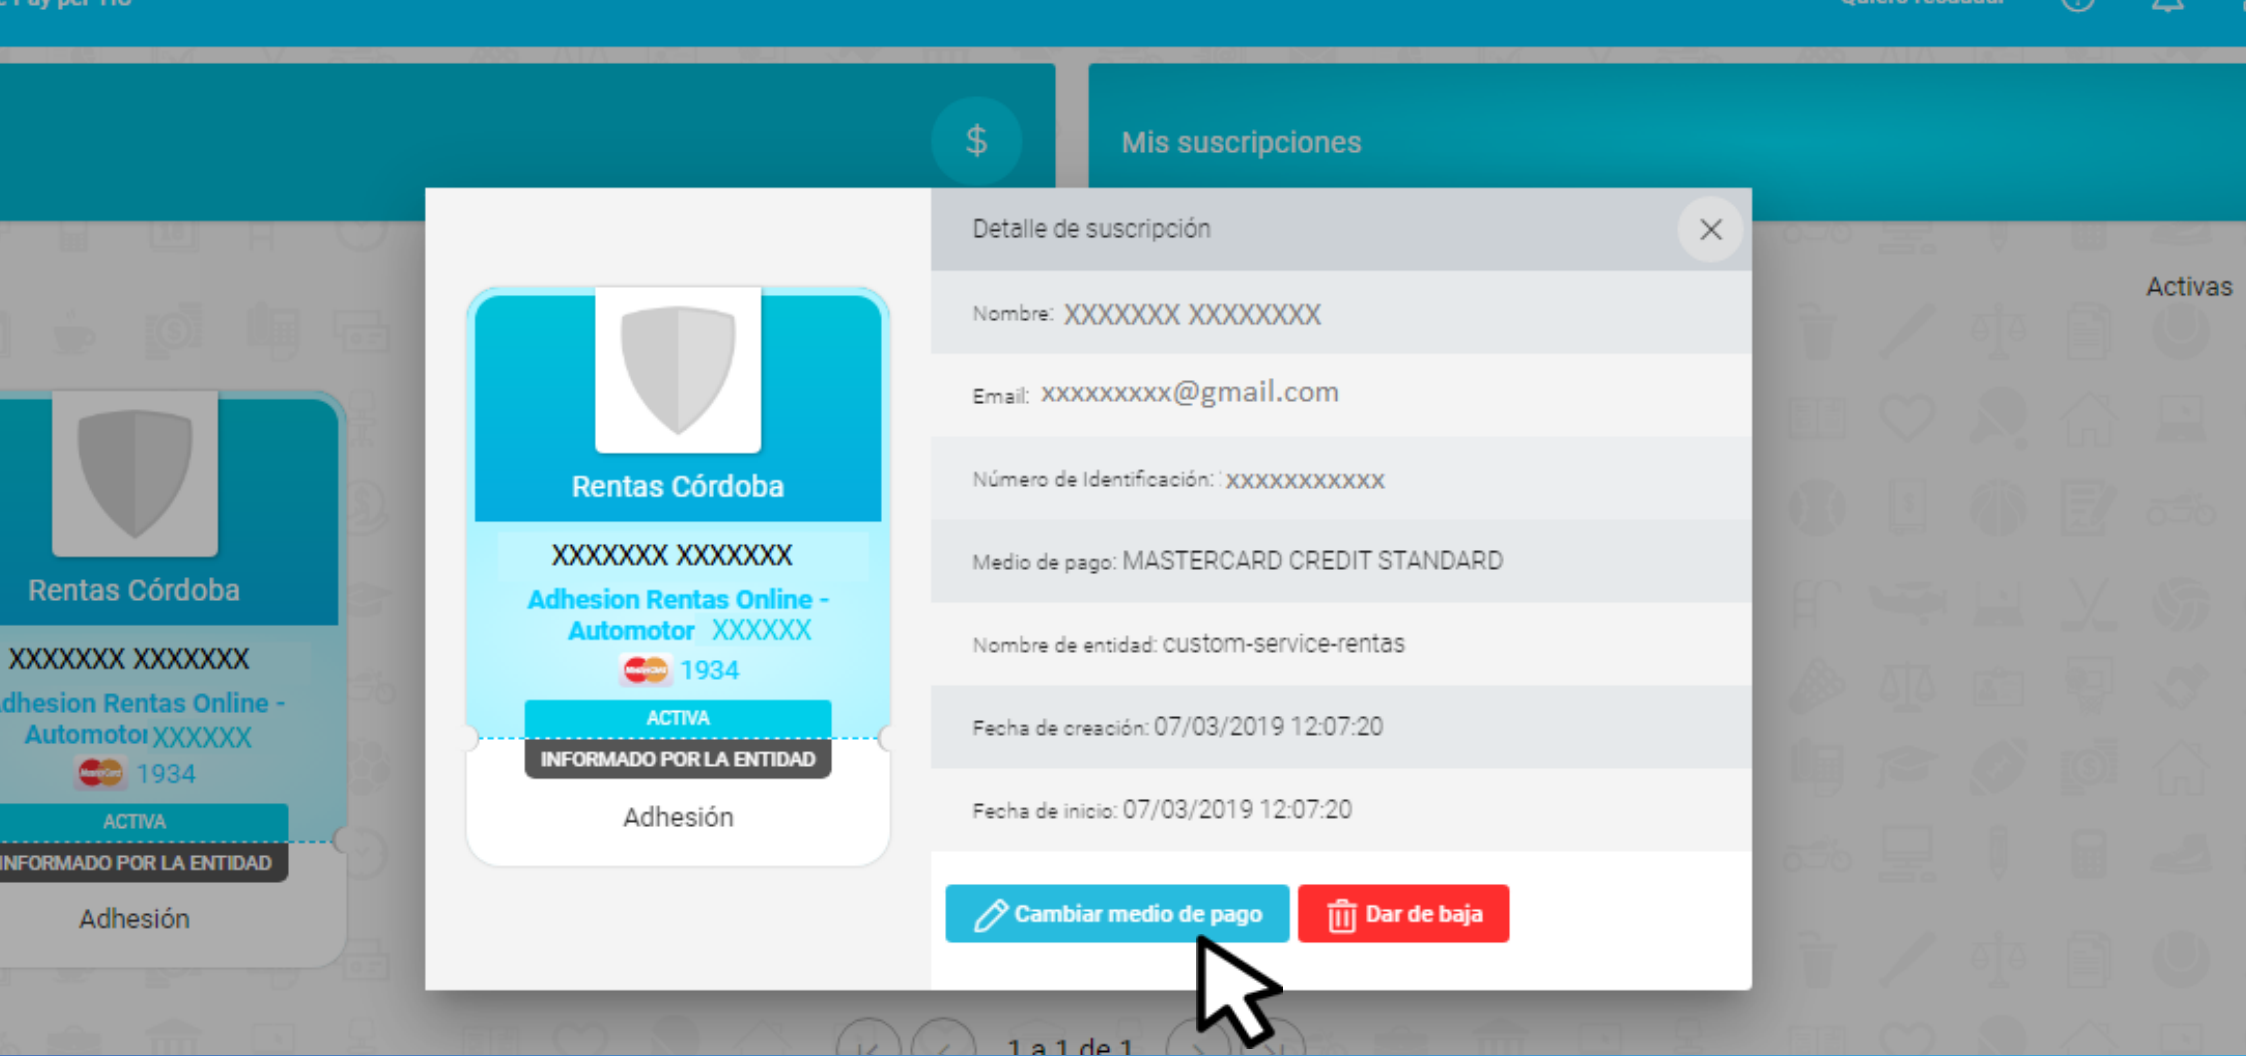 $
Mis suscripciones
Activas
Rentas Córdoba
XXXXXXX XXXXXXX
dhesion Rentas Online -
Automotor XXXXXX
1934
ACTIVA
INFORMADO POR LA ENTIDAD
Adhesión
Rentas Córdoba
XXXXXXX XXXXXXX
Adhesion Rentas Online -
Automotor XXXXXX
1934
ACTIVA
INFORMADO POR LA ENTIDAD
Adhesión
Detalle de suscripción
Nombre: XXXXXXX XXXXXXXX
Email: xxxxxxxxx@gmail.com
Número de Identificación: xxxxxxxxxxx
Medio de pago: MASTERCARD CREDIT STANDARD
Nombre de entidad: custom-service-rentas
Fecha de creación: 07/03/2019 12:07:20
Fecha de inicio: 07/03/2019 12:07:20
Cambiar medio de pago
Dar de baja
1 a 1 de 1